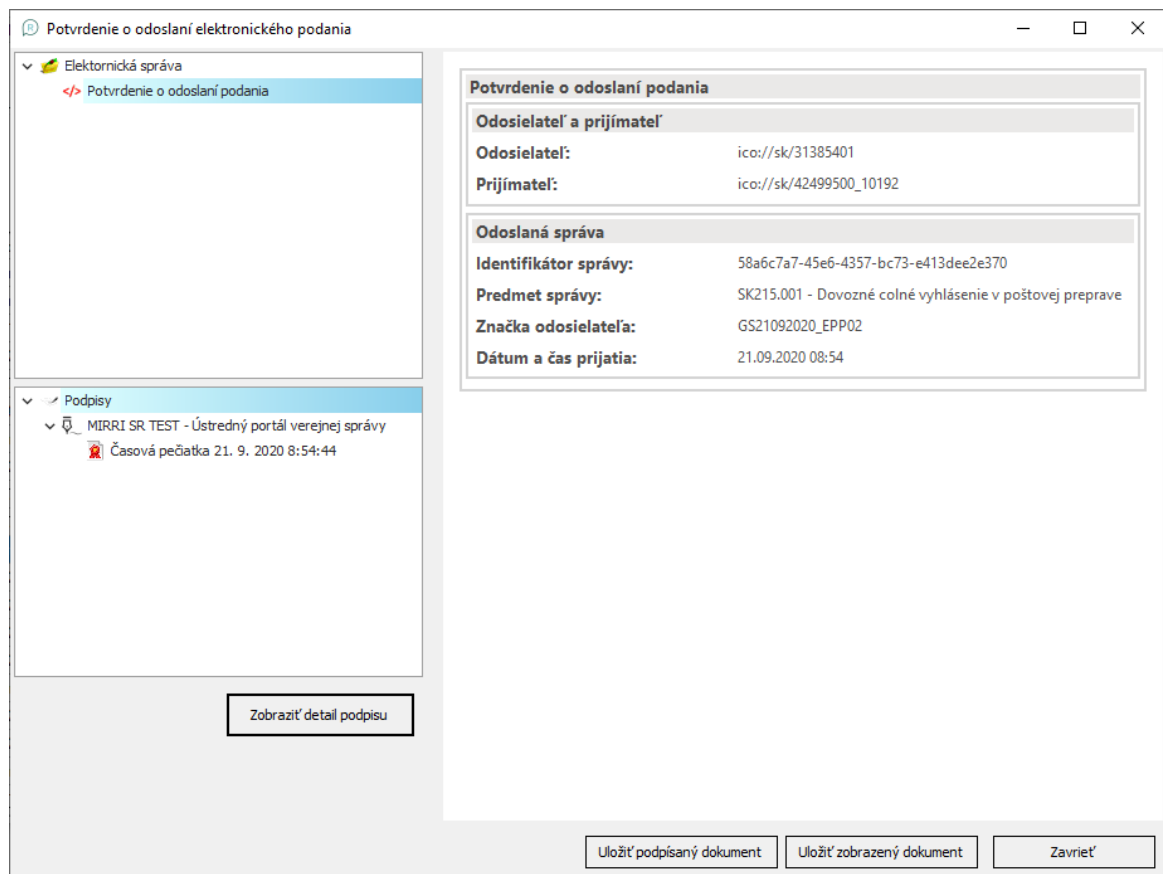 Potvrdenie o odoslaní elektronického podania
Elektornická správa
</> Potvrdenie o odoslaní podania
Podpisy
MIRRI SR TEST - Ústredný portál verejnej správy
Časová pečiatka 21. 9. 2020 8:54:44
Zobraziť detail podpisu
Potvrdenie o odoslaní podania
Odosielateľ a prijímateľ
Odosielateľ: ico://sk/31385401
Prijímateľ: ico://sk/42499500_10192
Odoslaná správa
Identifikátor správy: 58a6c7a7-45e6-4357-bc73-e413dee2e370
Predmet správy: SK215.001 - Dovozné colné vyhlásenie v poštovej preprave
Značka odosielateľa: GS21092020_EPP02
Dátum a čas prijatia: 21.09.2020 08:54
Uložiť podpísaný dokument Uložiť zobrazený dokument Zavrieť